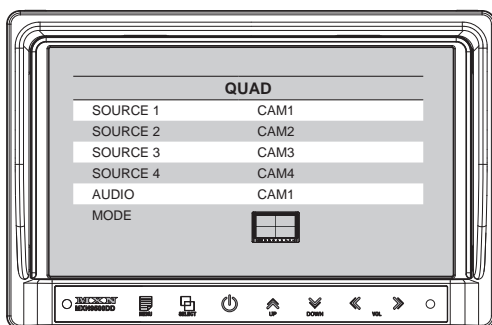 QUAD
SOURCE 1 CAM1
SOURCE 2 CAM2
SOURCE 3 CAM3
SOURCE 4 CAM4
AUDIO CAM1
MODE
MENU SELECT UP DOWN VOL